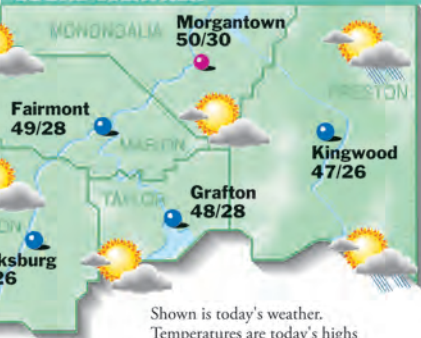 MONONGALIA
Morgantown
50/30
PRESTON
Fairmont
49/28
MARION
Kingwood
47/26
TAYLOR
Grafton
48/28
ON
ksburg
26
Shown is today's weather.
Temperatures are today's highs